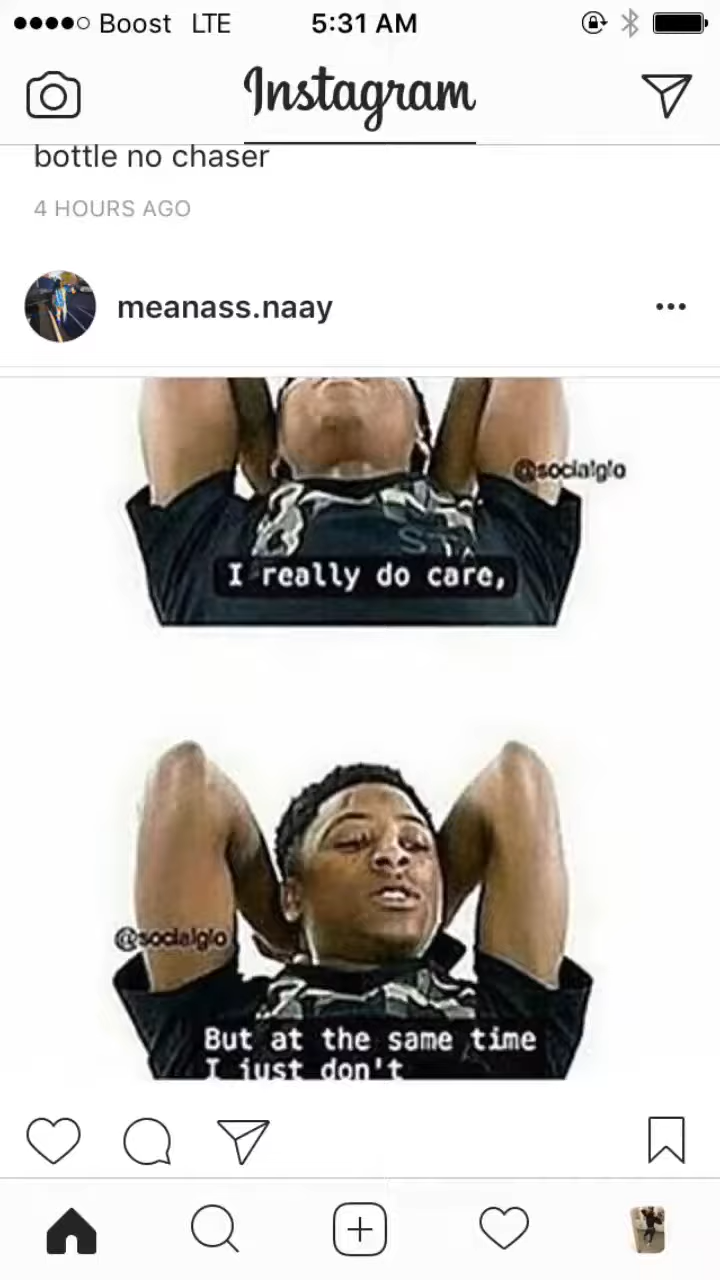 Boost LTE 5:31 AM
Instagram
bottle no chaser
4 HOURS AGO
meanass.naay
@socialglo
I really do care,
@socialglo
But at the same time
I just don't